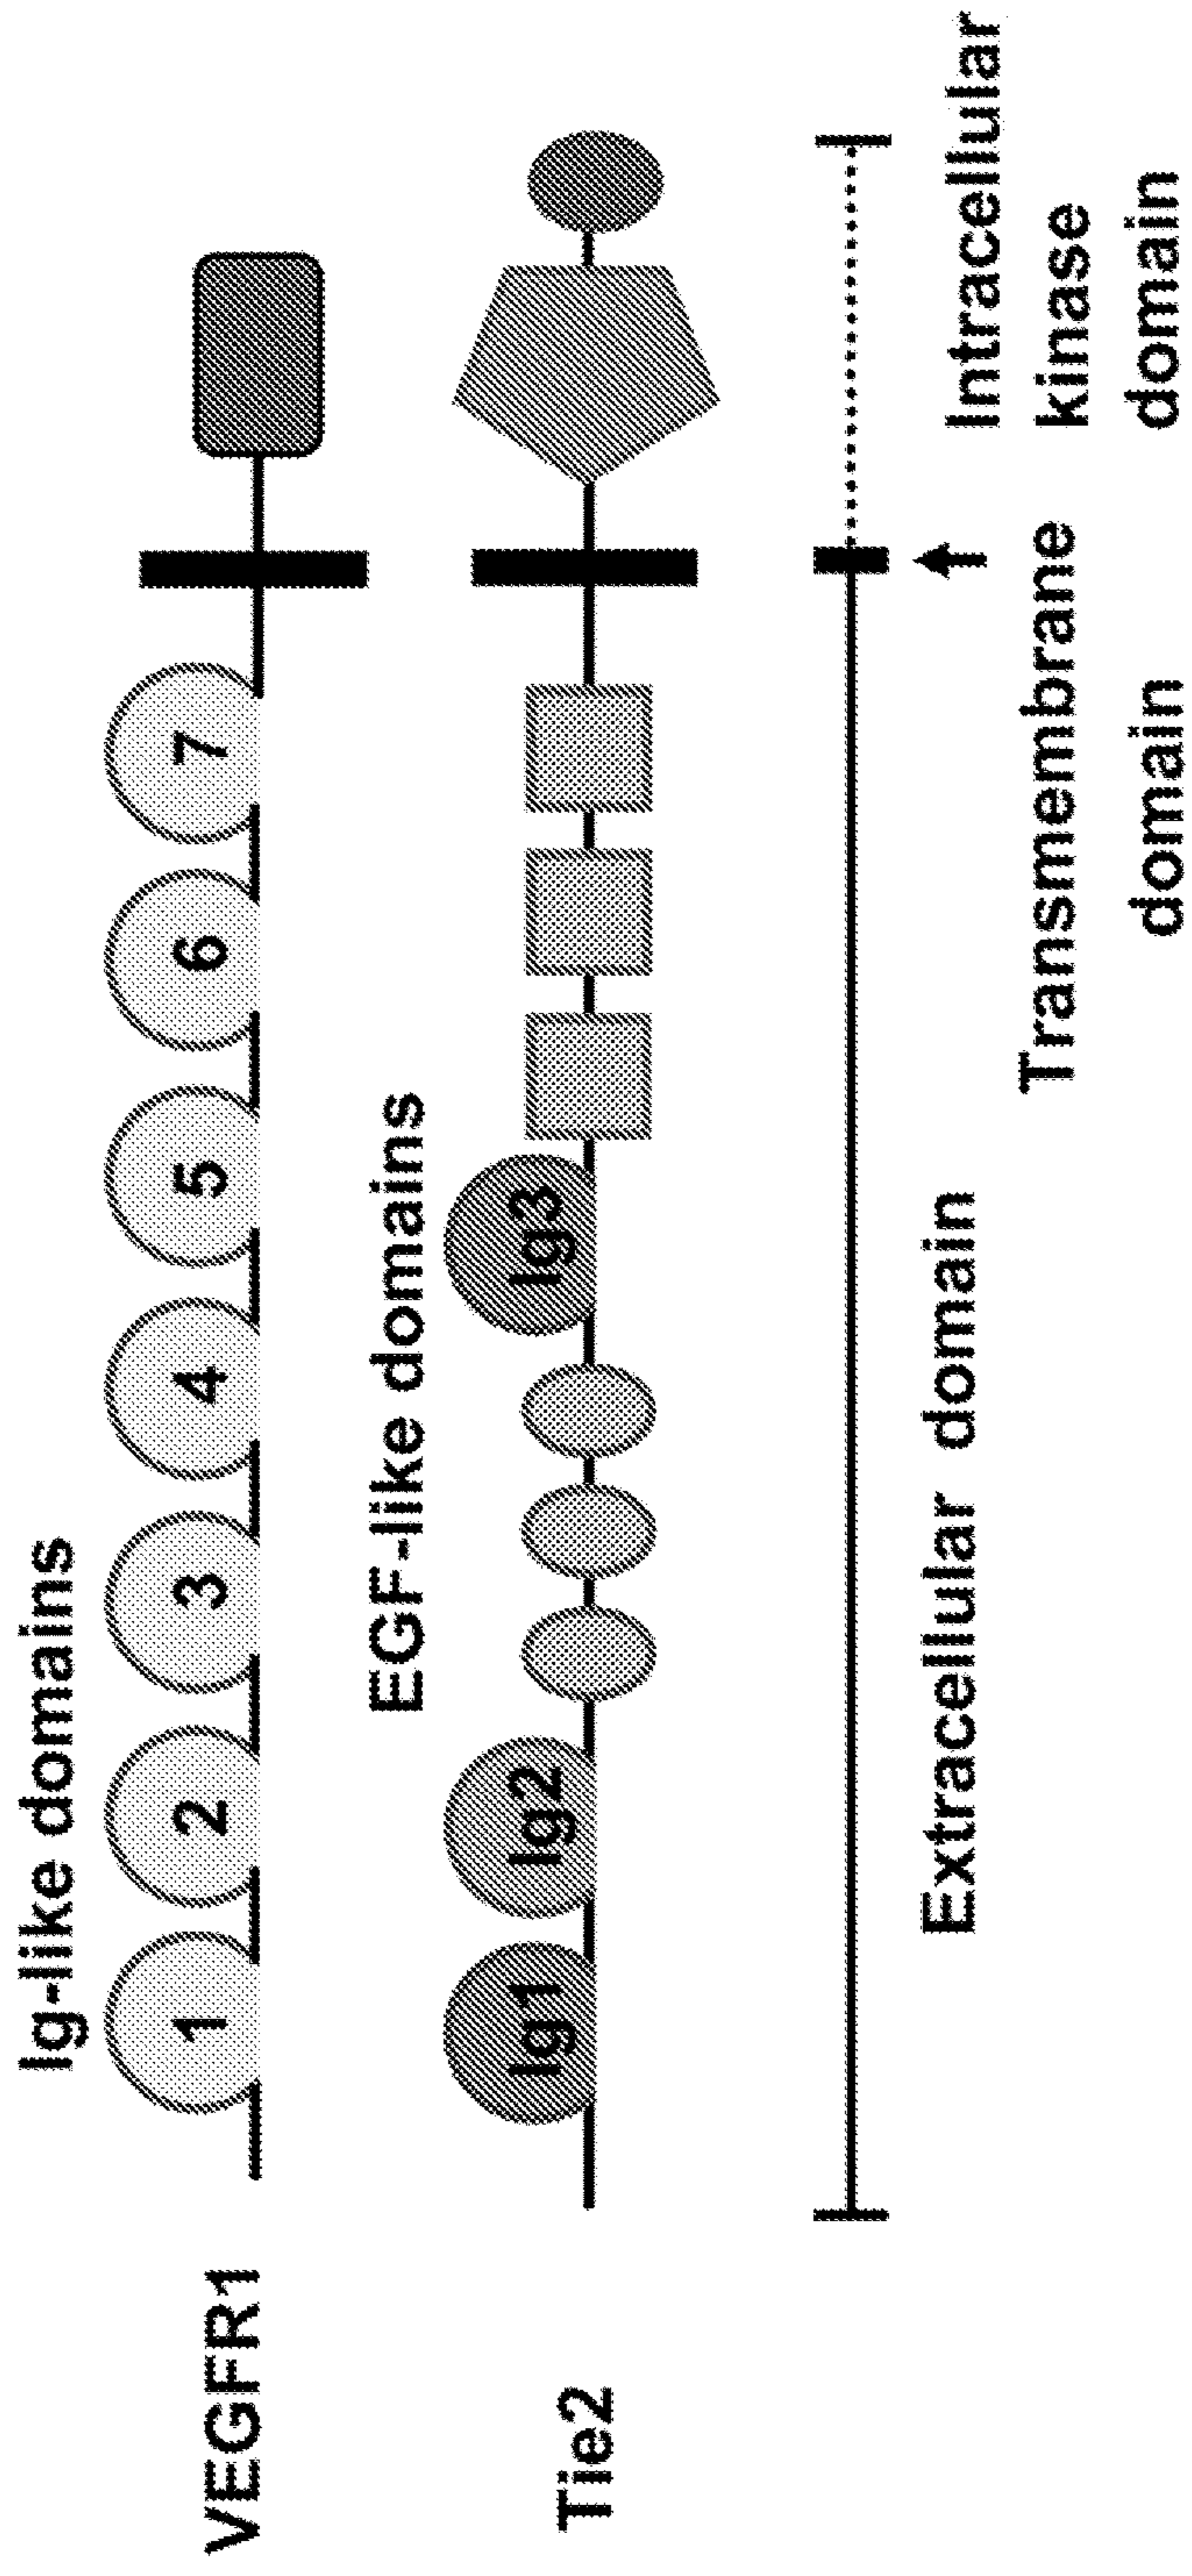 Ig-like domains
VEGFR1
1
2
3
4
5
6
7
EGF-like domains
Tie2
Ig1
Ig2
Ig3
Extracellular domain
Transmembrane
domain
Intracellular
kinase
domain